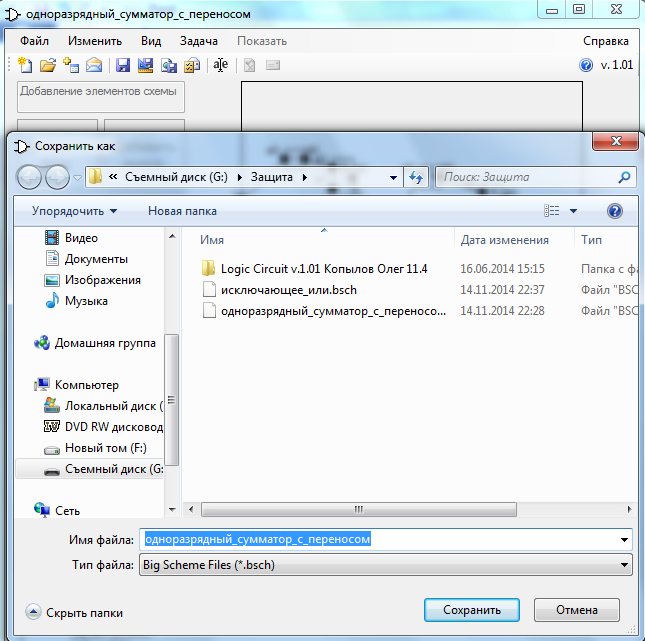 одноразрядный_сумматор_с_переносом
Файл Изменить Вид Задача Показать Справка
v. 1.01
Добавление элементов схемы
Сохранить как
« Съемный диск (G:) Защита Поиск: Защита
Упорядочить Новая папка
Имя Дата изменения Тип
Видео
Документы
Изображения
Музыка
Домашняя группа
Компьютер
Локальный диск (
DVD RW дисковод
Новый том (F:)
Съемный диск (G:
Сеть
Logic Circuit v.1.01 Копылов Олег 11.4 16.06.2014 15:15 Папка с фа
исключающее_или.bsch 14.11.2014 22:37 Файл "BSC
одноразрядный_сумматор_с_переносо... 14.11.2014 22:28 Файл "BSC
Имя файла: одноразрядный_сумматор_с_переносом
Тип файла: Big Scheme Files (*.bsch)
Скрыть папки Сохранить Отмена